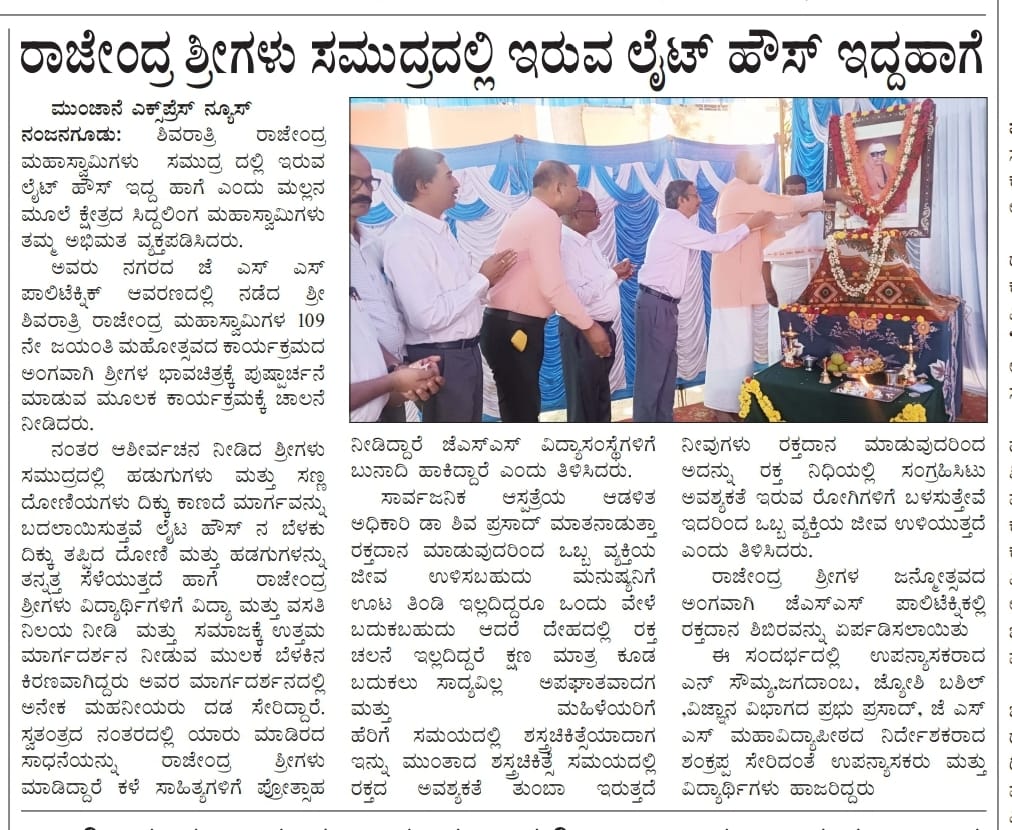 ರಾಜೇಂದ್ರ ಶ್ರೀಗಳು ಸಮುದ್ರದಲ್ಲಿ ಇರುವ ಲೈಟ್ ಹೌಸ್ ಇದ್ದಹಾಗೆ
ಮುಂಜಾನೆ ಎಕ್ಸ್‌ಪ್ರೆಸ್ ನ್ಯೂಸ್
ನಂಜನಗೂಡು: ಶಿವರಾತ್ರಿ ರಾಜೇಂದ್ರ
ಮಹಾಸ್ವಾಮಿಗಳು ಸಮುದ್ರ ದಲ್ಲಿ ಇರುವ
ಲೈಟ್ ಹೌಸ್ ಇದ್ದ ಹಾಗೆ ಎಂದು ಮಲ್ಲನ
ಮೂಲೆ ಕ್ಷೇತ್ರದ ಸಿದ್ದಲಿಂಗ ಮಹಾಸ್ವಾಮಿಗಳು
ತಮ್ಮ ಅಭಿಮತ ವ್ಯಕ್ತಪಡಿಸಿದರು.
ಅವರು ನಗರದ ಜೆ ಎಸ್ ಎಸ್
ಪಾಲಿಟೆಕ್ನಿಕ್ ಆವರಣದಲ್ಲಿ ನಡೆದ ಶ್ರೀ
ಶಿವರಾತ್ರಿ ರಾಜೇಂದ್ರ ಮಹಾಸ್ವಾಮಿಗಳ 109
ನೇ ಜಯಂತಿ ಮಹೋತ್ಸವದ ಕಾರ್ಯಕ್ರಮದ
ಅಂಗವಾಗಿ ಶ್ರೀಗಳ ಭಾವಚಿತ್ರಕ್ಕೆ ಪುಷ್ಪಾರ್ಚನೆ
ಮಾಡುವ ಮೂಲಕ ಕಾರ್ಯಕ್ರಮಕ್ಕೆ ಚಾಲನೆ
ನೀಡಿದರು.
ನಂತರ ಆಶೀರ್ವಚನ ನೀಡಿದ ಶ್ರೀಗಳು
ಸಮುದ್ರದಲ್ಲಿ ಹಡುಗುಗಳು ಮತ್ತು ಸಣ್ಣ
ದೋಣಿಯಗಳು ದಿಕ್ಕು ಕಾಣದೆ ಮಾರ್ಗವನ್ನು
ಬದಲಾಯಿಸುತ್ತವೆ ಲೈಟ ಹೌಸ್ ನ ಬೆಳಕು
ದಿಕ್ಕು ತಪ್ಪಿದ ದೋಣಿ ಮತ್ತು ಹಡಗುಗಳನ್ನು
ತನ್ನತ್ತ ಸೆಳೆಯುತ್ತದೆ ಹಾಗೆ ರಾಜೇಂದ್ರ
ಶ್ರೀಗಳು ವಿದ್ಯಾರ್ಥಿಗಳಿಗೆ ವಿದ್ಯಾ ಮತ್ತು ವಸತಿ
ನಿಲಯ ನೀಡಿ ಮತ್ತು ಸಮಾಜಕ್ಕೆ ಉತ್ತಮ
ಮಾರ್ಗದರ್ಶನ ನೀಡುವ ಮುಲಕ ಬೆಳಕಿನ
ಕಿರಣವಾಗಿದ್ದರು ಅವರ ಮಾರ್ಗದರ್ಶನದಲ್ಲಿ
ಅನೇಕ ಮಹನೀಯರು ದಡ ಸೇರಿದ್ದಾರೆ.
ಸ್ವತಂತ್ರದ ನಂತರದಲ್ಲಿ ಯಾರು ಮಾಡಿರದ
ಸಾಧನೆಯನ್ನು ರಾಜೇಂದ್ರ ಶ್ರೀಗಳು
ಮಾಡಿದ್ದಾರೆ ಕಳೆ ಸಾಹಿತ್ಯಗಳಿಗೆ ಪ್ರೋತ್ಸಾಹ
ನೀಡಿದ್ದಾರೆ ಜೆಎಸ್ಎಸ್ ವಿದ್ಯಾಸಂಸ್ಥೆಗಳಿಗೆ
ಬುನಾದಿ ಹಾಕಿದ್ದಾರೆ ಎಂದು ತಿಳಿಸಿದರು.
ಸಾರ್ವಜನಿಕ ಆಸ್ಪತ್ರೆಯ ಆಡಳಿತ
ಅಧಿಕಾರಿ ಡಾ ಶಿವ ಪ್ರಸಾದ್ ಮಾತನಾಡುತ್ತಾ
ರಕ್ತದಾನ ಮಾಡುವುದರಿಂದ ಒಬ್ಬ ವ್ಯಕ್ತಿಯ
ಜೀವ ಉಳಿಸಬಹುದು ಮನುಷ್ಯನಿಗೆ
ಊಟ ತಿಂಡಿ ಇಲ್ಲದಿದ್ದರೂ ಒಂದು ವೇಳೆ
ಬದುಕಬಹುದು ಆದರೆ ದೇಹದಲ್ಲಿ ರಕ್ತ
ಚಲನೆ ಇಲ್ಲದಿದ್ದರೆ ಕ್ಷಣ ಮಾತ್ರ ಕೂಡ
ಬದುಕಲು ಸಾದ್ಯವಿಲ್ಲ ಅಪಘಾತವಾದಗ
ಮತ್ತು ಮಹಿಳೆಯರಿಗೆ
ಹೆರಿಗೆ ಸಮಯದಲ್ಲಿ ಶಸ್ತ್ರಚಿಕಿತ್ಸೆಯಾದಾಗ
ಇನ್ನು ಮುಂತಾದ ಶಸ್ತ್ರಚಿಕಿತ್ಸೆ ಸಮಯದಲ್ಲಿ
ರಕ್ತದ ಅವಶ್ಯಕತೆ ತುಂಬಾ ಇರುತ್ತದೆ
ನೀವುಗಳು ರಕ್ತದಾನ ಮಾಡುವುದರಿಂದ
ಅದನ್ನು ರಕ್ತ ನಿಧಿಯಲ್ಲಿ ಸಂಗ್ರಹಿಸಿಟು
ಅವಶ್ಯಕತೆ ಇರುವ ರೋಗಿಗಳಿಗೆ ಬಳಸುತ್ತೇವೆ
ಇದರಿಂದ ಒಬ್ಬ ವ್ಯಕ್ತಿಯ ಜೀವ ಉಳಿಯುತ್ತದೆ
ಎಂದು ತಿಳಿಸಿದರು.
ರಾಜೇಂದ್ರ ಶ್ರೀಗಳ ಜನ್ಮೋತ್ಸವದ
ಅಂಗವಾಗಿ ಜೆಎಸ್ಎಸ್ ಪಾಲಿಟೆಕ್ನಿಕಲ್ಲಿ
ರಕ್ತದಾನ ಶಿಬಿರವನ್ನು ಏರ್ಪಡಿಸಲಾಯಿತು
ಈ ಸಂದರ್ಭದಲ್ಲಿ ಉಪನ್ಯಾಸಕರಾದ
ಎನ್ ಸೌಮ್ಯ,ಜಗದಾಂಬ, ಜ್ಯೋಶಿ ಬಶಿಲ್
,ವಿಜ್ಞಾನ ವಿಭಾಗದ ಪ್ರಭು ಪ್ರಸಾದ್, ಜೆ ಎಸ್
ಎಸ್ ಮಹಾವಿದ್ಯಾಪೀಠದ ನಿರ್ದೇಶಕರಾದ
ಶಂಕ್ರಪ್ಪ ಸೇರಿದಂತೆ ಉಪನ್ಯಾಸಕರು ಮತ್ತು
ವಿದ್ಯಾರ್ಥಿಗಳು ಹಾಜರಿದ್ದರು